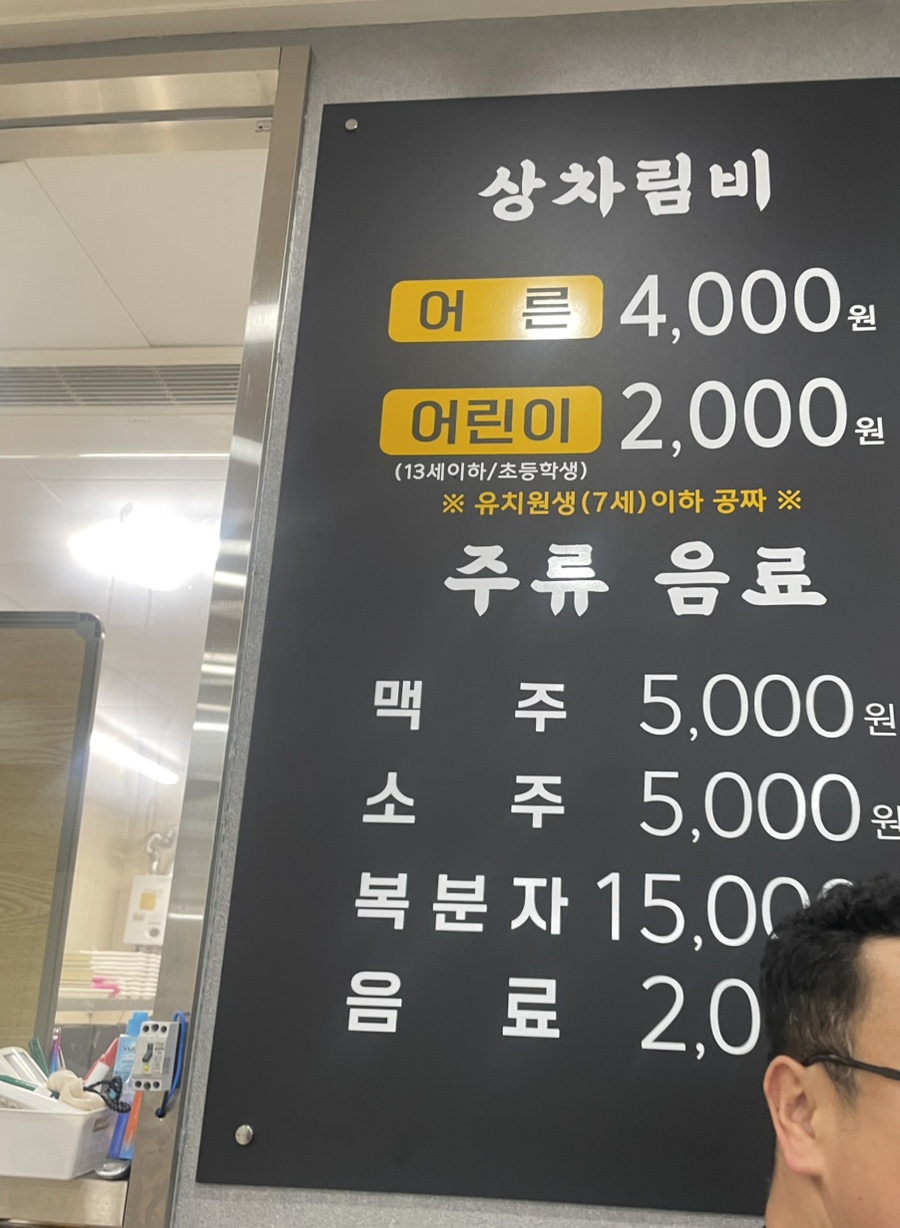 상차림비
어른 4,000원
어린이 2,000원
(13세이하/초등학생)
※ 유치원생(7세)이하 공짜 ※
주류 음료
맥주 5,000원
소주 5,000원
복분자
음료